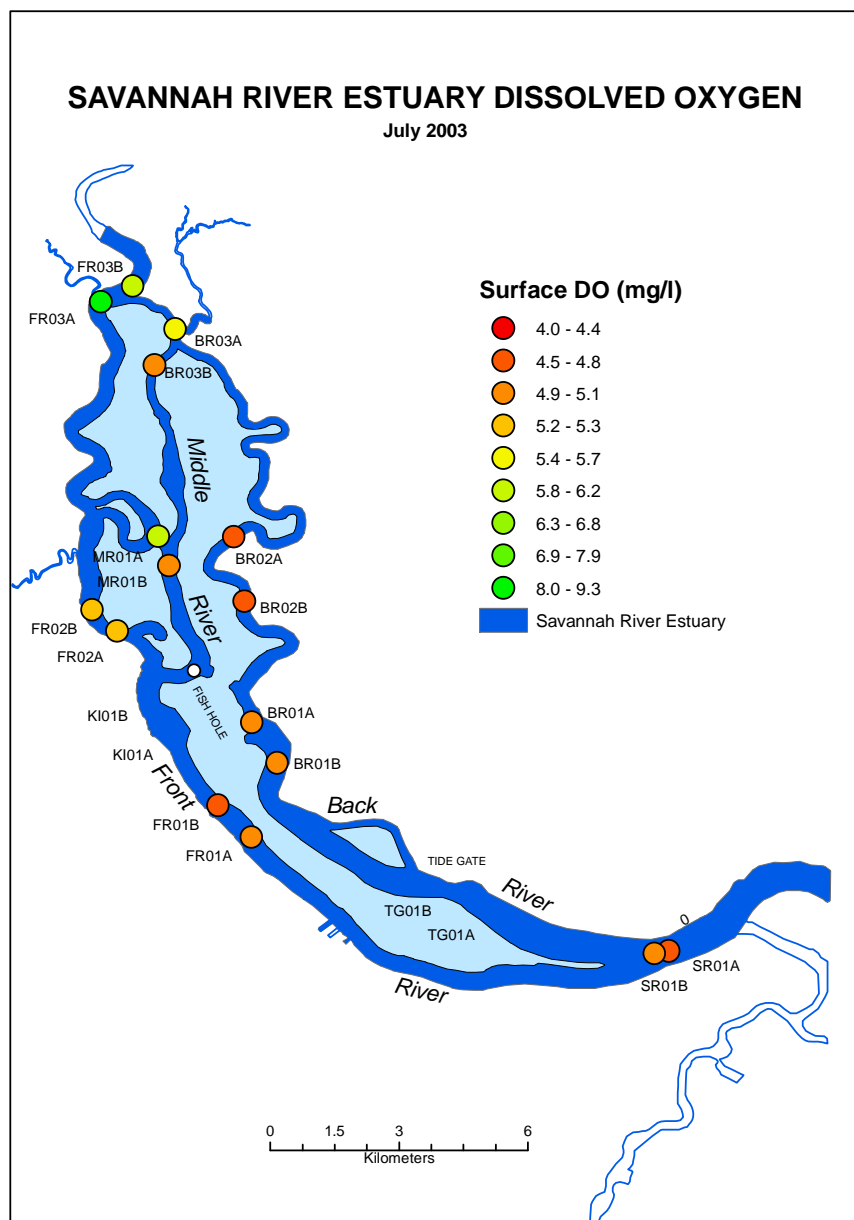 SAVANNAH RIVER ESTUARY DISSOLVED OXYGEN
July 2003
FR03B
FR03A
BR03A
BR03B
Surface DO (mg/l)
4.0 - 4.4
4.5 - 4.8
4.9 - 5.1
5.2 - 5.3
5.4 - 5.7
5.8 - 6.2
6.3 - 6.8
6.9 - 7.9
8.0 - 9.3
Savannah River Estuary
Middle
River
MR01A
MR01B
BR02A
BR02B
FR02B
FR02A
FISH HOLE
KI01B
KI01A
BR01A
BR01B
Front
River
FR01B
FR01A
Back
River
TIDE GATE
TG01B
TG01A
0
SR01A
SR01B
0 1.5 3 6
Kilometers